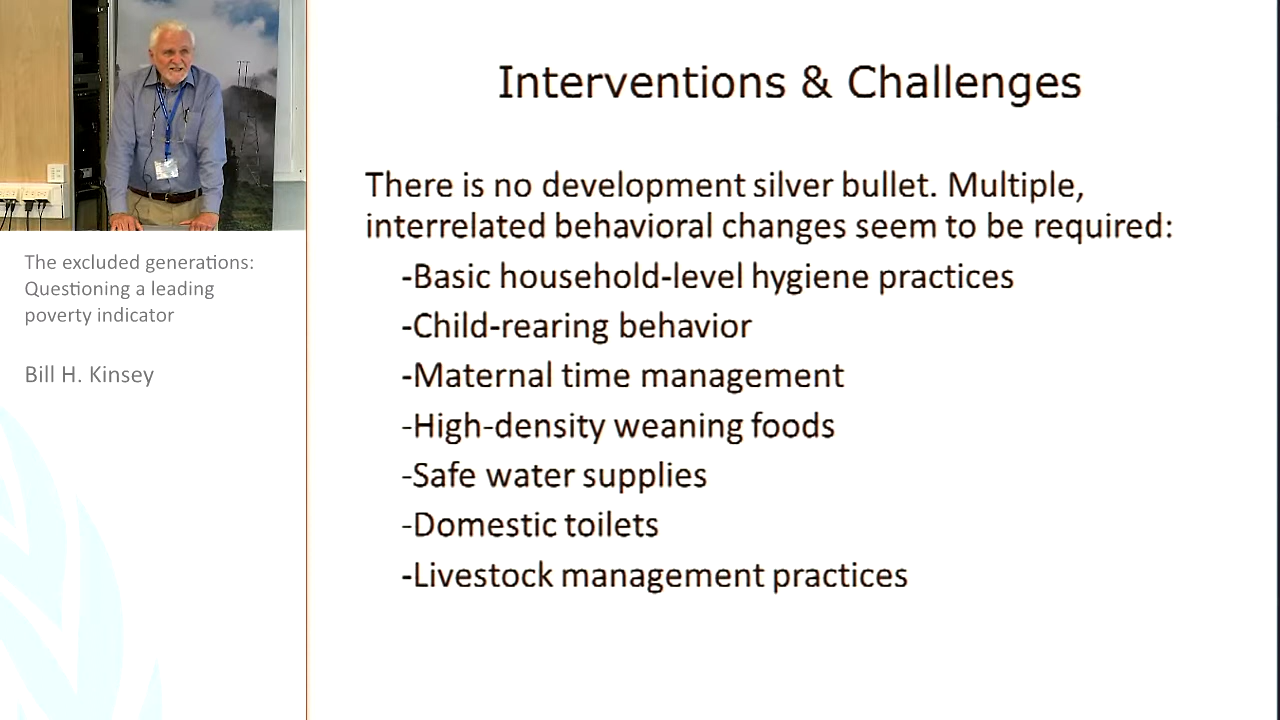 Interventions & Challenges
There is no development silver bullet. Multiple,
interrelated behavioral changes seem to be required:
-Basic household-level hygiene practices
-Child-rearing behavior
-Maternal time management
-High-density weaning foods
-Safe water supplies
-Domestic toilets
-Livestock management practices
The excluded generations:
Questioning a leading
poverty indicator
Bill H. Kinsey